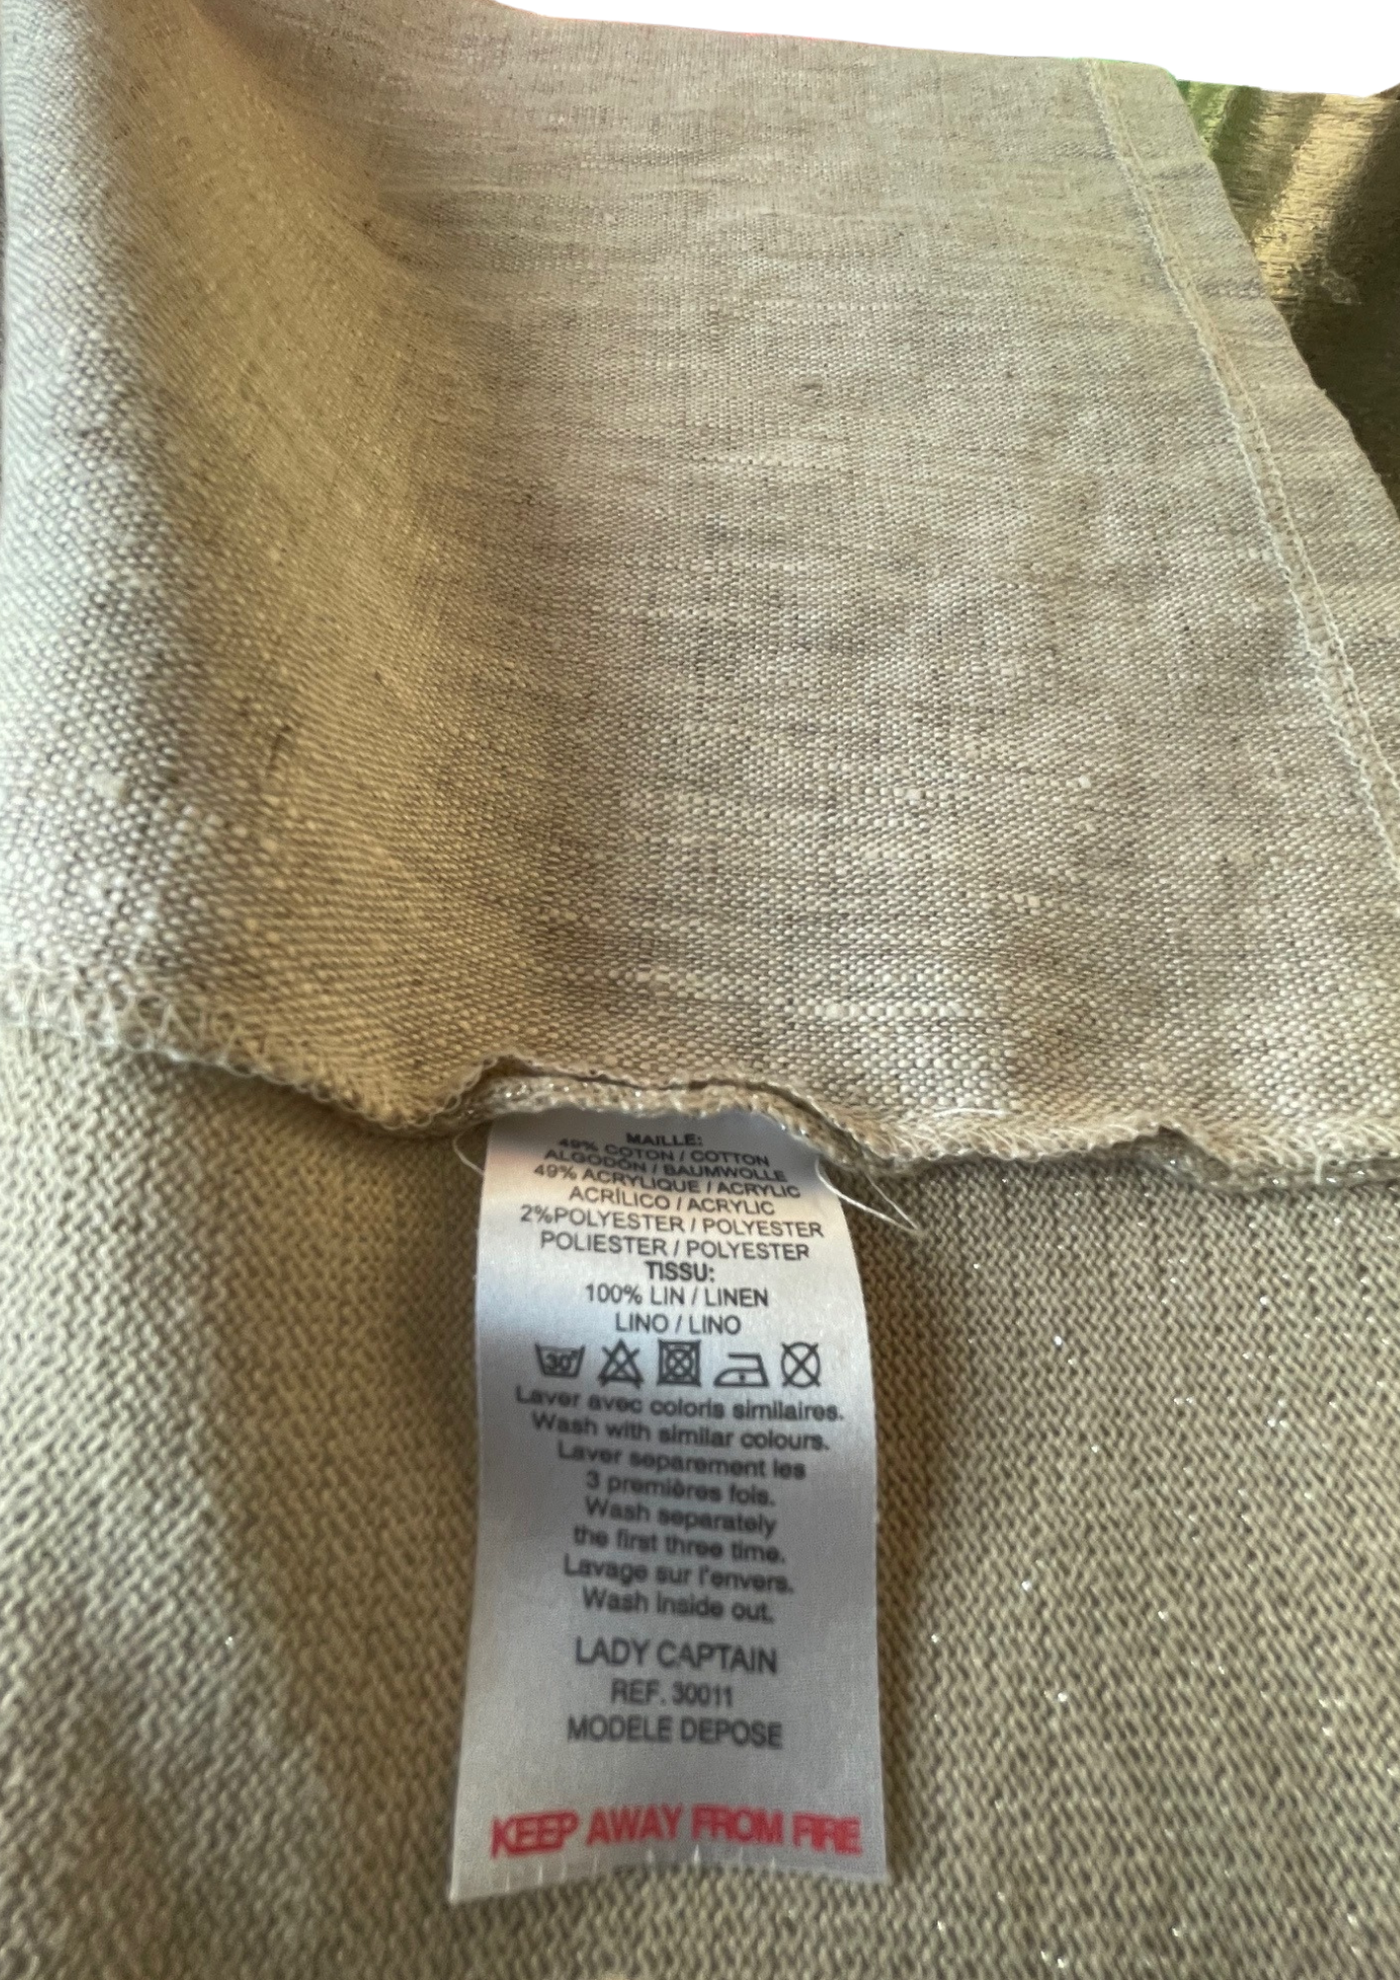 MAILLE:
49% COTON / COTTON
ALGODÓN / BAUMWOLLE
49% ACRYLIQUE / ACRYLIC
ACRÍLICO / ACRYLIC
2%POLYESTER / POLYESTER
POLIESTER / POLYESTER
TISSU:
100% LIN / LINEN
LINO / LINO
30°
Laver avec coloris similaires.
Wash with similar colours.
Laver separement les
3 premières fois.
Wash separately
the first three time.
Lavage sur l'envers.
Wash inside out.
LADY CAPTAIN
REF. 30011
MODELE DEPOSE
KEEP AWAY FROM FIRE